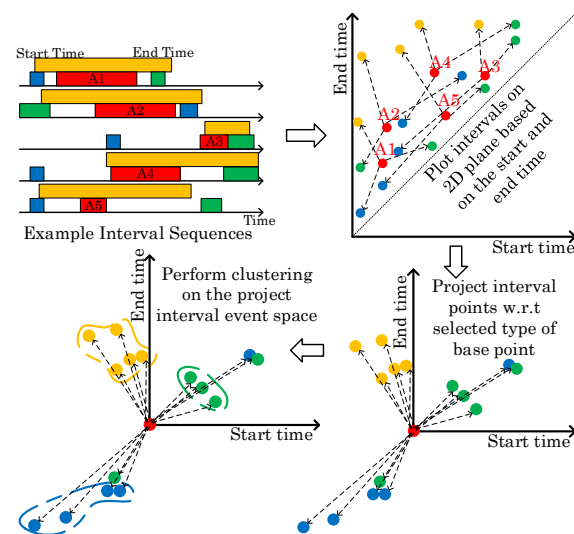 Start Time
End Time
A1
A2
A3
A4
A5
Time
Example Interval Sequences
End time
A4
A3
A2
A5
A1
Plot intervals on
2D plane based
on the start and
end time
Start time
End time
Perform clustering
on the project
interval event space
Start time
End time
Project interval
points w.r.t
selected type of
base point
Start time